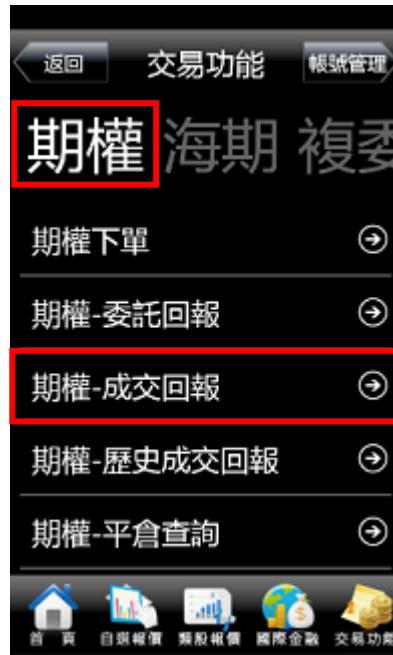 返回 交易功能 帳號管理
期權 海期 複委
期權下單
期權-委託回報
期權-成交回報
期權-歷史成交回報
期權-平倉查詢
首頁 自選報價 類股報價 國際金融 交易功能